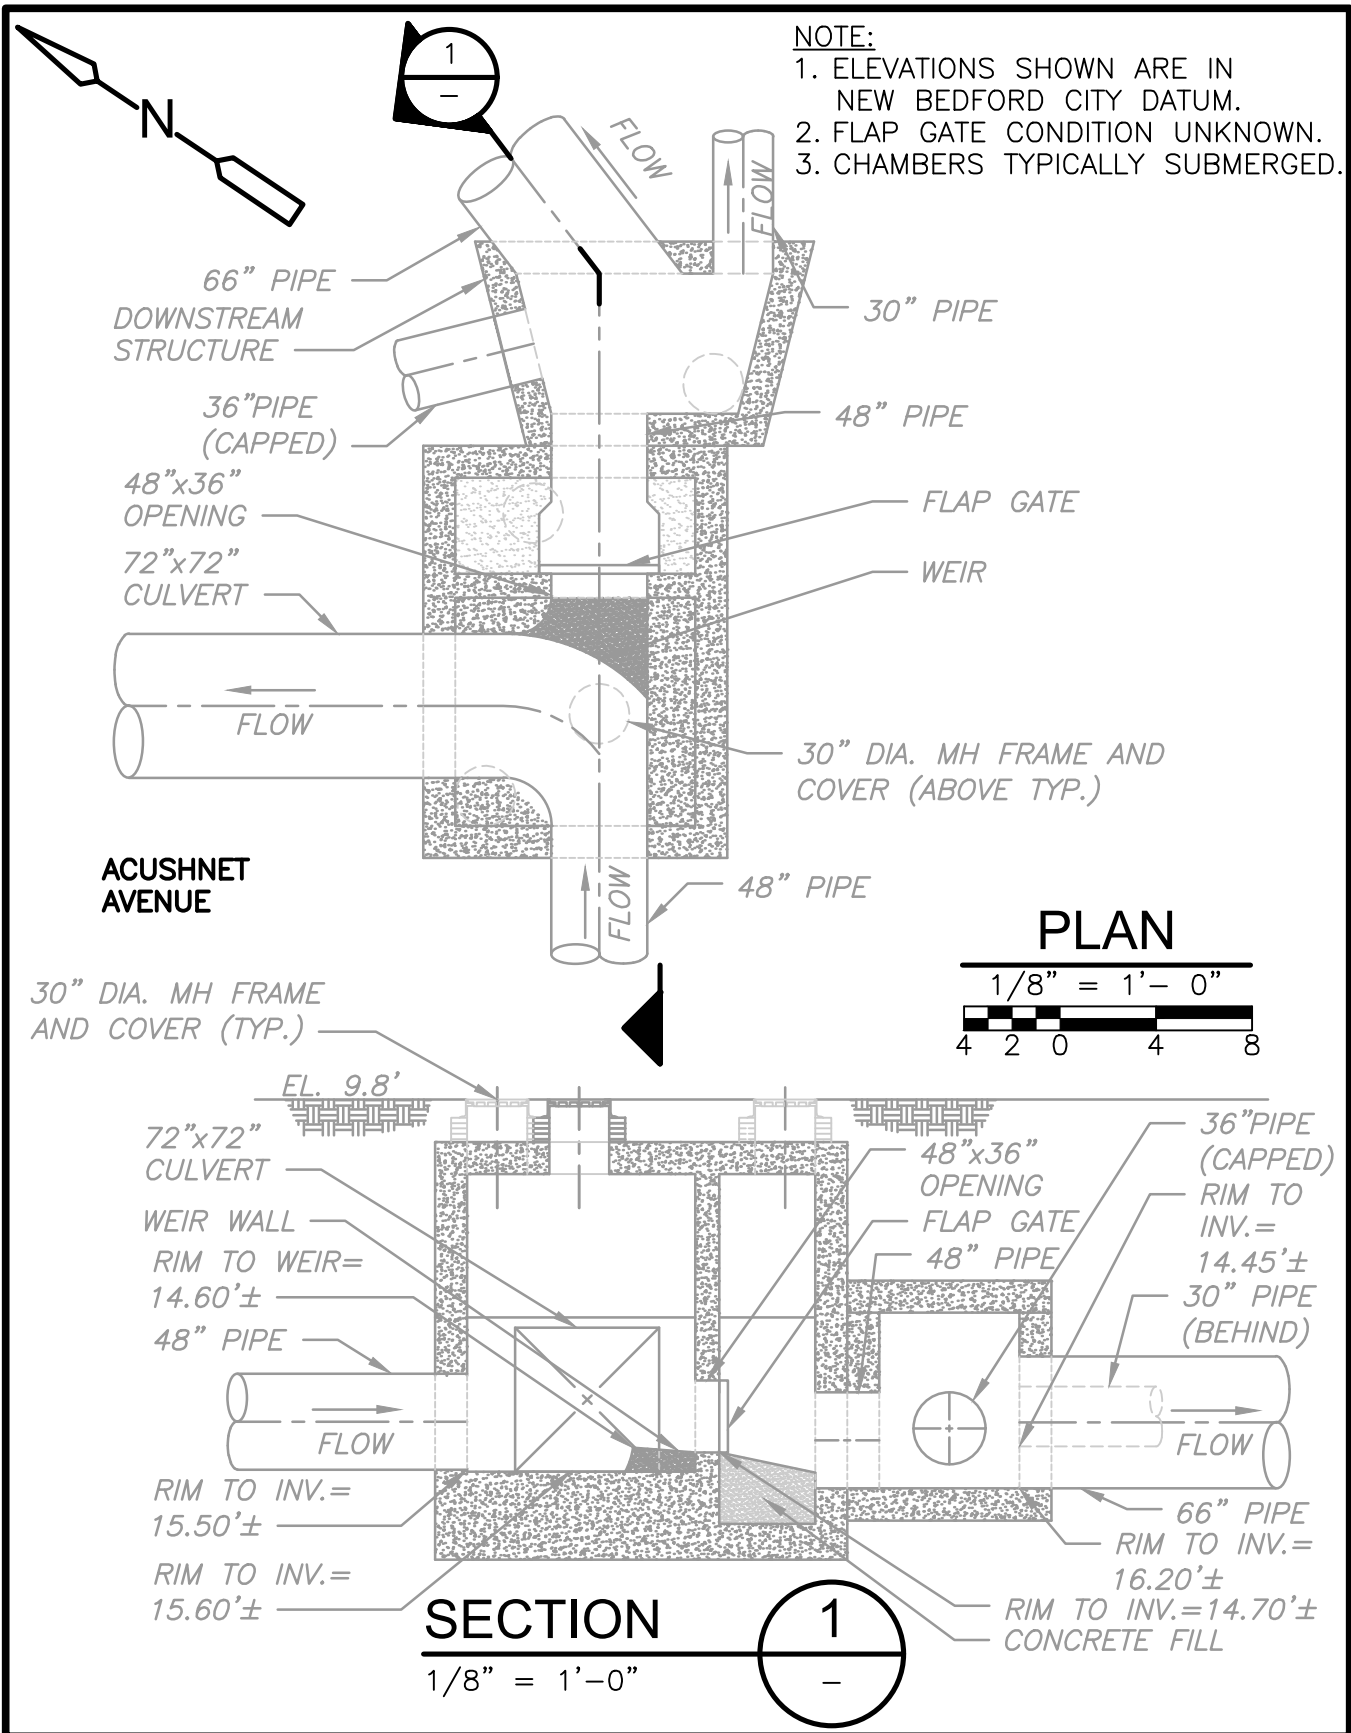 NOTE:
1. ELEVATIONS SHOWN ARE IN
NEW BEDFORD CITY DATUM.
2. FLAP GATE CONDITION UNKNOWN.
3. CHAMBERS TYPICALLY SUBMERGED.
N
1
–
FLOW
FLOW
66" PIPE
DOWNSTREAM
STRUCTURE
30" PIPE
36"PIPE
(CAPPED)
48" PIPE
48"x36"
OPENING
FLAP GATE
72"x72"
CULVERT
WEIR
FLOW
30" DIA. MH FRAME AND
COVER (ABOVE TYP.)
ACUSHNET
AVENUE
FLOW
48" PIPE
PLAN
1/8" = 1'- 0"
4 2 0 4 8
30" DIA. MH FRAME
AND COVER (TYP.)
EL. 9.8'
72"x72"
CULVERT
WEIR WALL
RIM TO WEIR=
14.60'±
48" PIPE
FLOW
RIM TO INV.=
15.50'±
RIM TO INV.=
15.60'±
48"x36"
OPENING
FLAP GATE
48" PIPE
36"PIPE
(CAPPED)
RIM TO
INV.=
14.45'±
30" PIPE
(BEHIND)
FLOW
66" PIPE
RIM TO INV.=
16.20'±
RIM TO INV.=14.70'±
CONCRETE FILL
SECTION
1/8" = 1'-0"
1
–